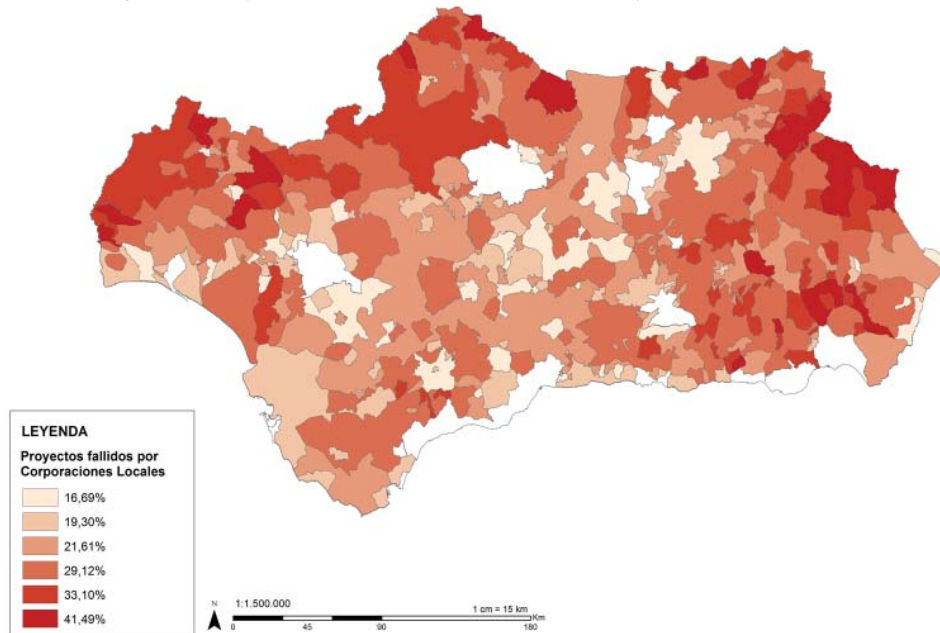 LEYENDA
Proyectos fallidos por
Corporaciones Locales
16,69%
19,30%
21,61%
29,12%
33,10%
41,49%
N
1:1.500.000
1 cm = 15 km
Km
0 45 90 180